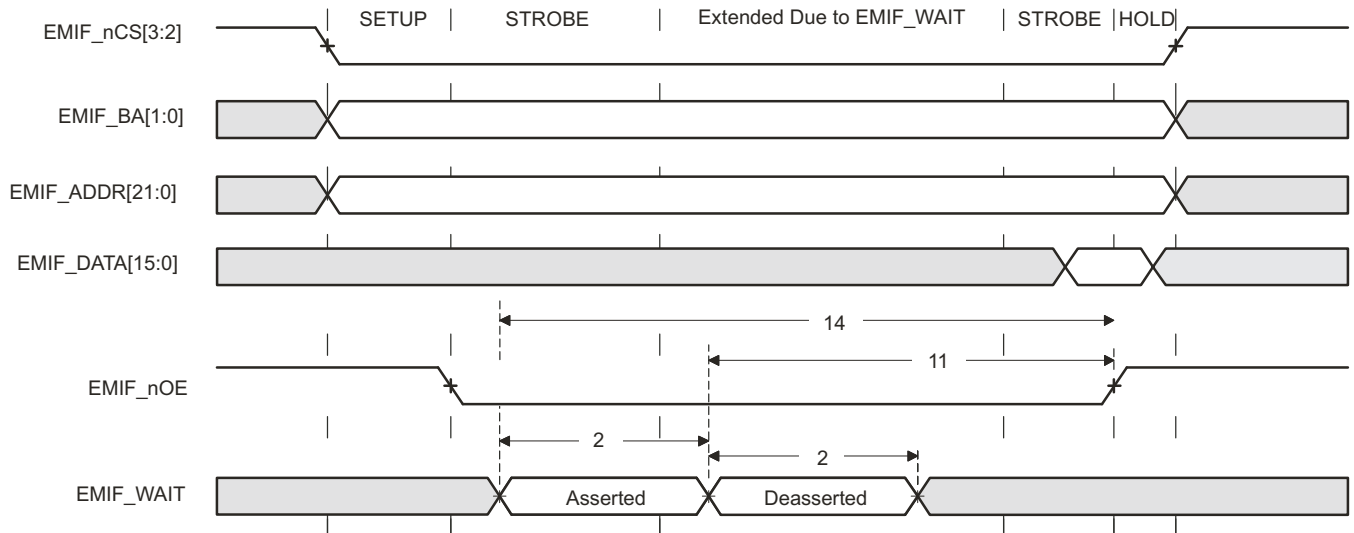 SETUP STROBE Extended Due to EMIF_WAIT STROBE HOLD
EMIF_nCS[3:2]
EMIF_BA[1:0]
EMIF_ADDR[21:0]
EMIF_DATA[15:0]
14
11
EMIF_nOE
2
2
EMIF_WAIT Asserted Deasserted